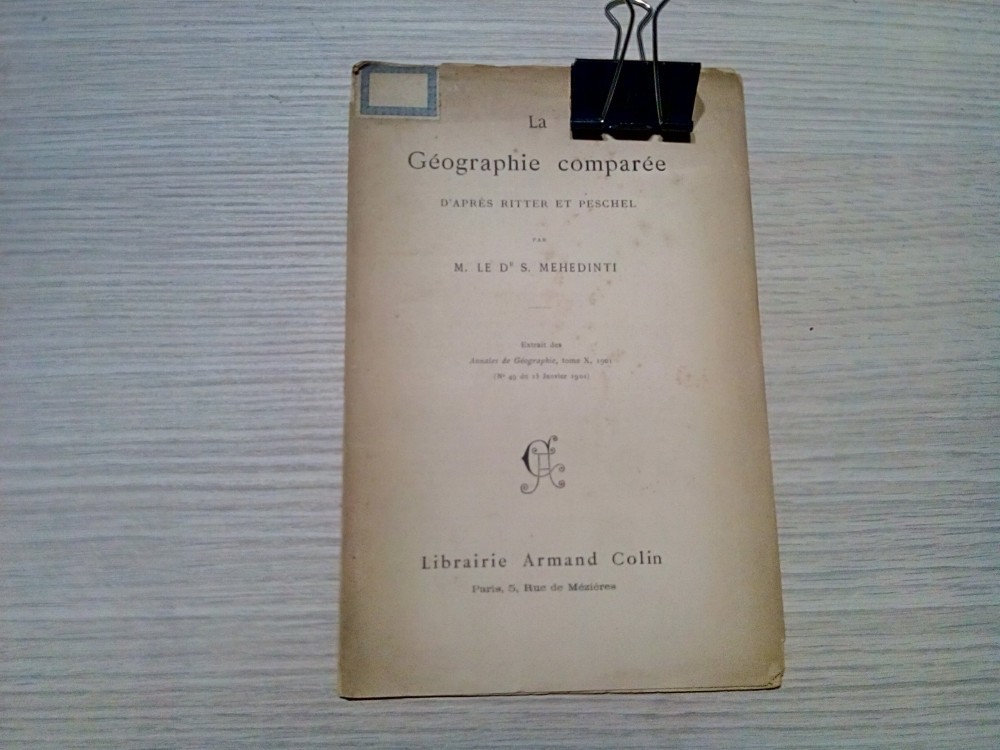 La
Géographie comparée
D'APRÈS RITTER ET PESCHEL
PAR
M. LE Dr S. MEHEDINTI
Extrait des
Annales de Géographie, tome X, 1901
(No 49 du 15 Janvier 1901)
Librairie Armand Colin
Paris, 5, Rue de Mézières